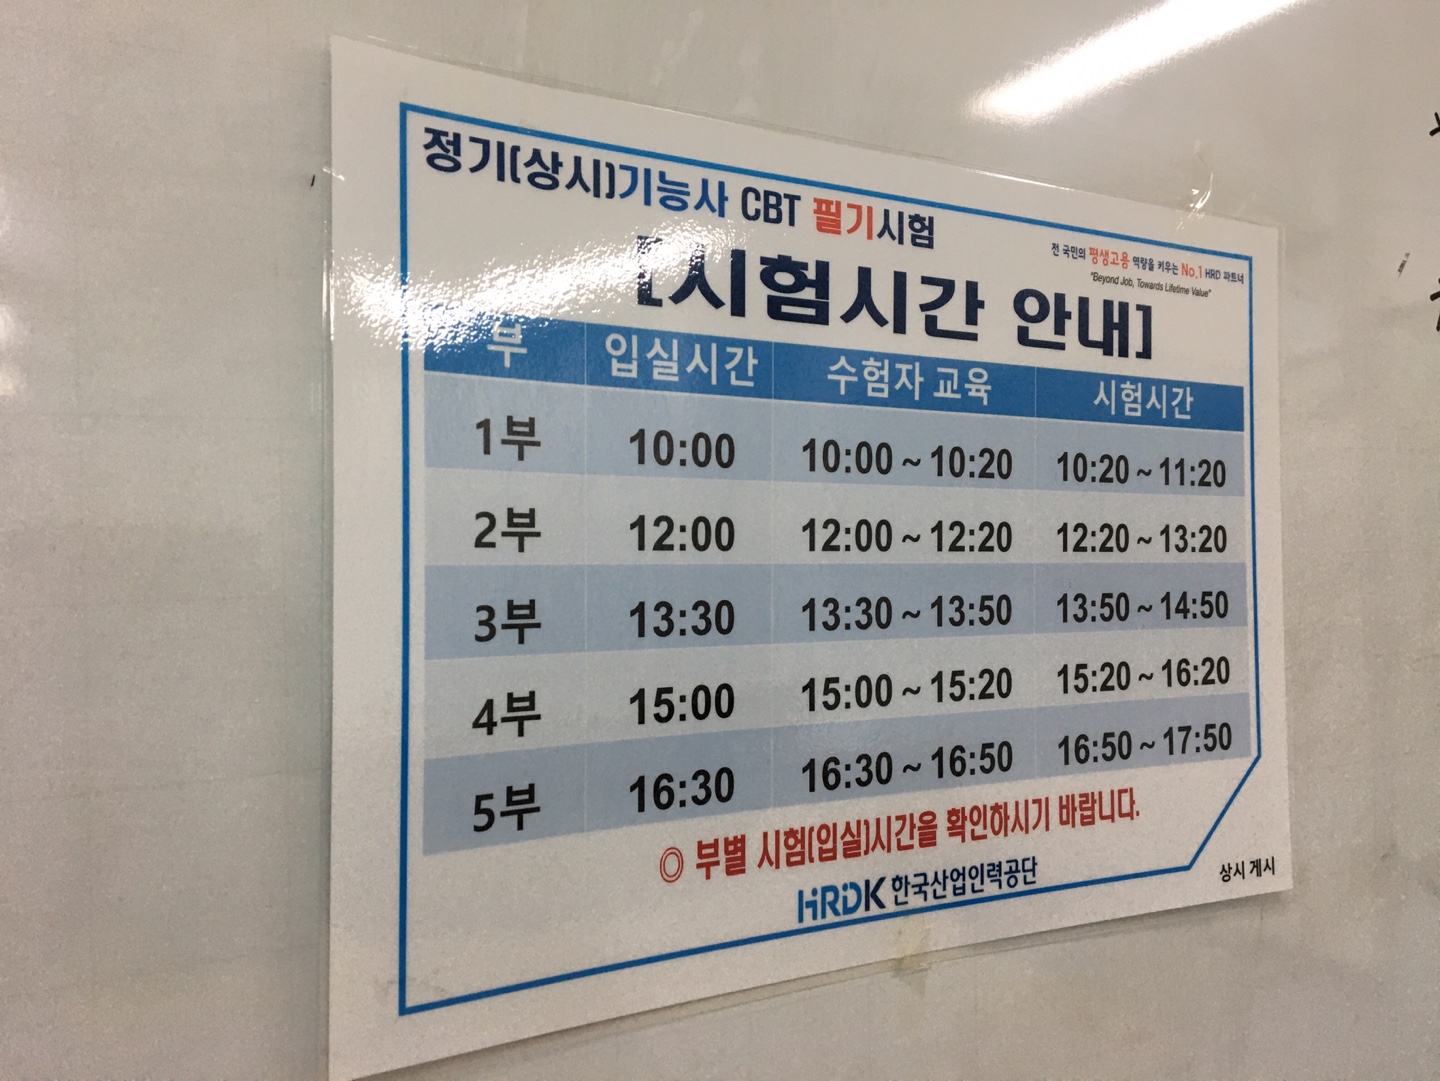 정기(상시)기능사 CBT 필기시험
전 국민의 평생고용 역량을 키우는 No.1 HRD 파트너
"Beyond Job, Towards Lifetime Value"
[시험시간 안내]
부 입실시간 수험자 교육 시험시간
1부 10:00 10:00 ~ 10:20 10:20 ~ 11:20
2부 12:00 12:00 ~ 12:20 12:20 ~ 13:20
3부 13:30 13:30 ~ 13:50 13:50 ~ 14:50
4부 15:00 15:00 ~ 15:20 15:20 ~ 16:20
5부 16:30 16:30 ~ 16:50 16:50 ~ 17:50
◎ 부별 시험(입실)시간을 확인하시기 바랍니다.
HRDK 한국산업인력공단
상시 게시